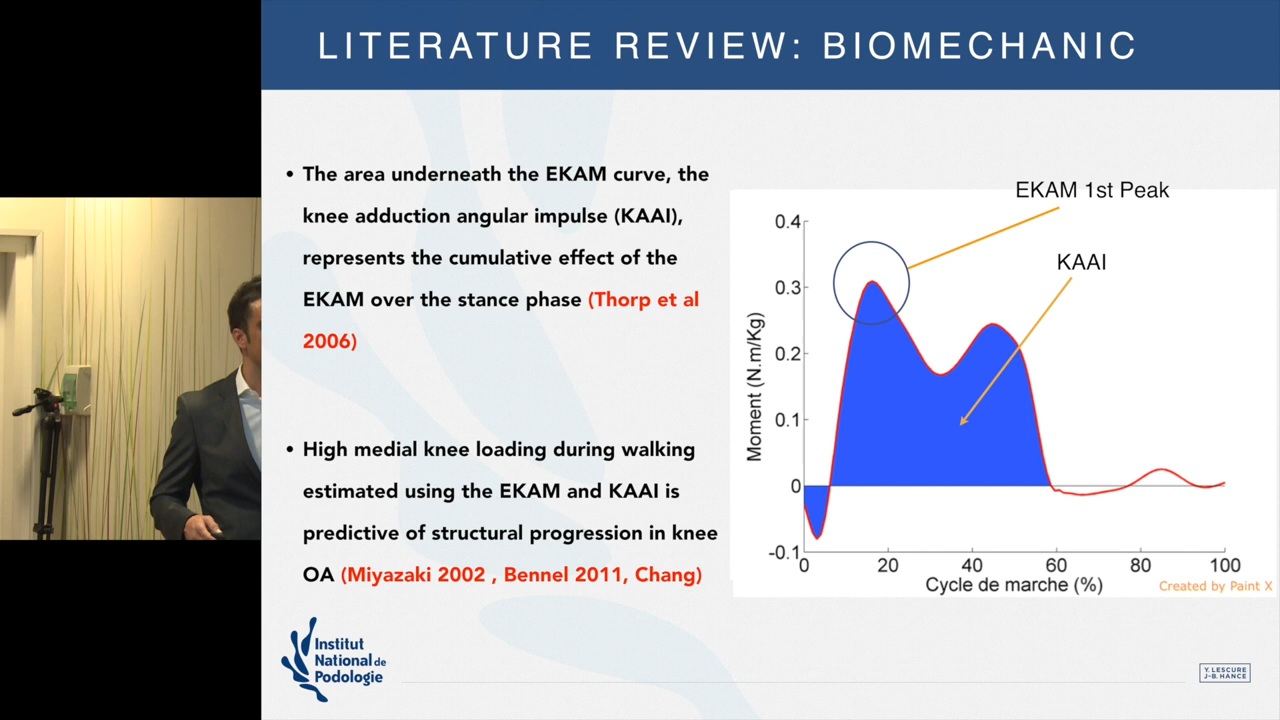 LITERATURE REVIEW: BIOMECHANIC
• The area underneath the EKAM curve, the
knee adduction angular impulse (KAAI),
represents the cumulative effect of the
EKAM over the stance phase (Thorp et al
2006)
• High medial knee loading during walking
estimated using the EKAM and KAAI is
predictive of structural progression in knee
OA (Miyazaki 2002 , Bennel 2011, Chang)
EKAM 1st Peak
KAAI
0.4
0.3
0.2
0.1
0
-0.1
Moment (N.m/Kg)
0 20 40 60 80 100
Cycle de marche (%)
Created by Paint X
Institut
National de
Podologie
Y. LESCURE
J-B. HANCE